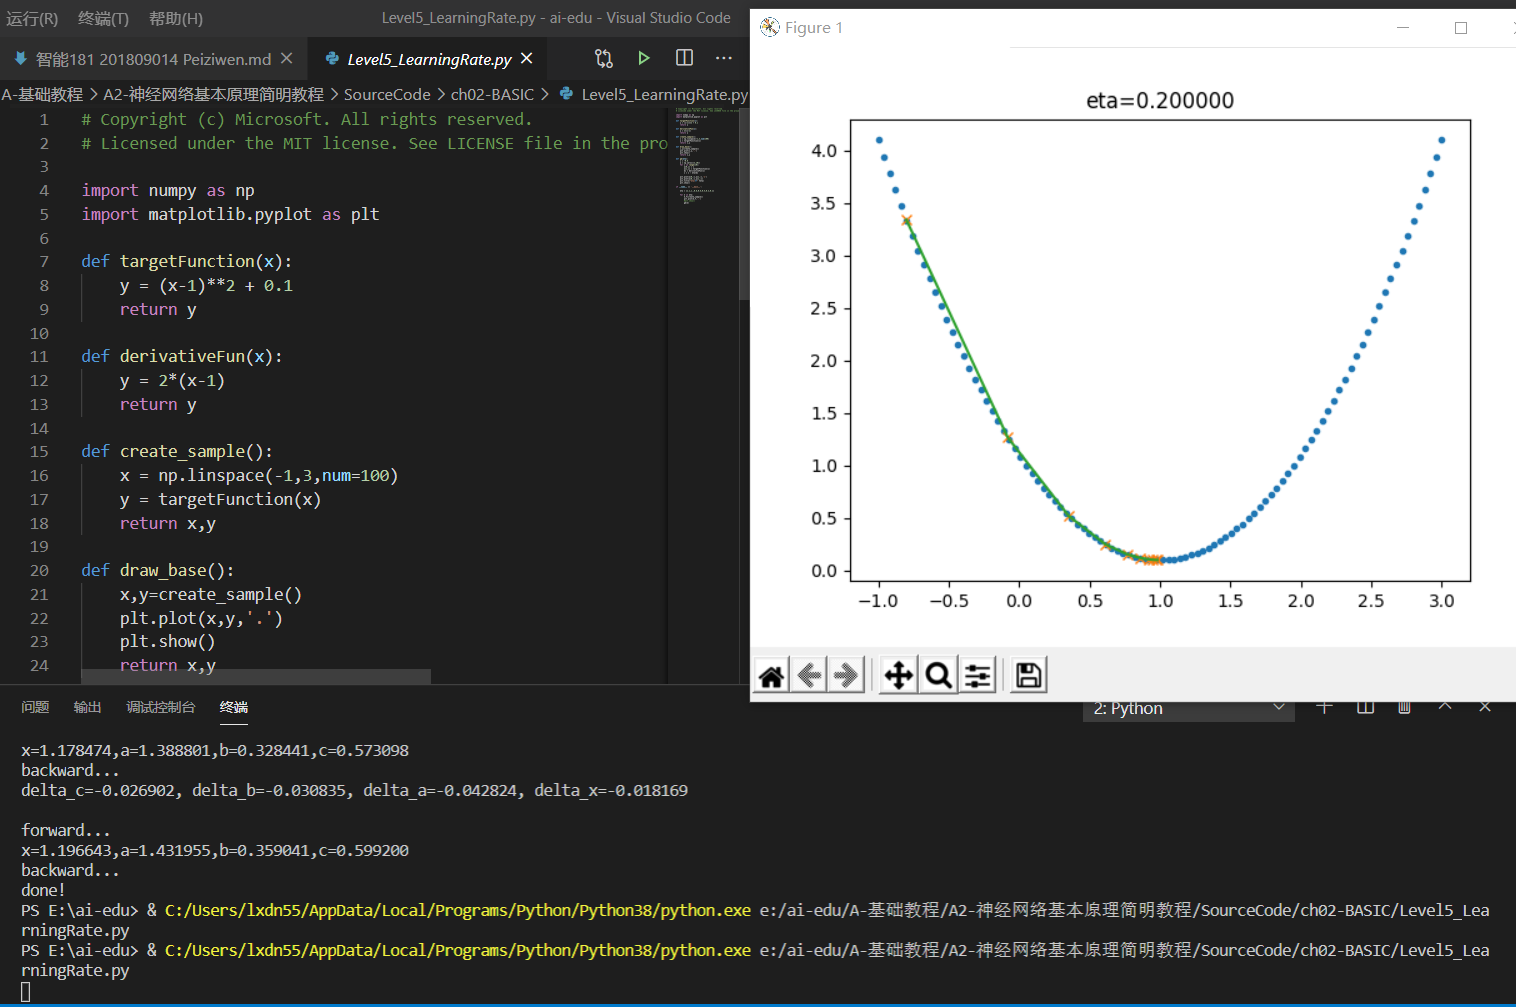 运行(R) 终端(T) 帮助(H) Level5_LearningRate.py - ai-edu - Visual Studio Code
智能181 201809014 Peiziwen.md Level5_LearningRate.py
A-基础教程 > A2-神经网络基本原理简明教程 > SourceCode > ch02-BASIC > Level5_LearningRate.py
1 # Copyright (c) Microsoft. All rights reserved.
2 # Licensed under the MIT license. See LICENSE file in the pro
3
4 import numpy as np
5 import matplotlib.pyplot as plt
6
7 def targetFunction(x):
8 y = (x-1)**2 + 0.1
9 return y
10
11 def derivativeFun(x):
12 y = 2*(x-1)
13 return y
14
15 def create_sample():
16 x = np.linspace(-1,3,num=100)
17 y = targetFunction(x)
18 return x,y
19
20 def draw_base():
21 x,y=create_sample()
22 plt.plot(x,y,'.')
23 plt.show()
24 return x,y
Figure 1
eta=0.200000
4.0
3.5
3.0
2.5
2.0
1.5
1.0
0.5
0.0
−1.0 −0.5 0.0 0.5 1.0 1.5 2.0 2.5 3.0
问题 输出 调试控制台 终端 2: Python
x=1.178474,a=1.388801,b=0.328441,c=0.573098
backward...
delta_c=-0.026902, delta_b=-0.030835, delta_a=-0.042824, delta_x=-0.018169
forward...
x=1.196643,a=1.431955,b=0.359041,c=0.599200
backward...
done!
PS E:\ai-edu> & C:/Users/lxdn55/AppData/Local/Programs/Python/Python38/python.exe e:/ai-edu/A-基础教程/A2-神经网络基本原理简明教程/SourceCode/ch02-BASIC/Level5_Lea
rningRate.py
PS E:\ai-edu> & C:/Users/lxdn55/AppData/Local/Programs/Python/Python38/python.exe e:/ai-edu/A-基础教程/A2-神经网络基本原理简明教程/SourceCode/ch02-BASIC/Level5_Lea
rningRate.py